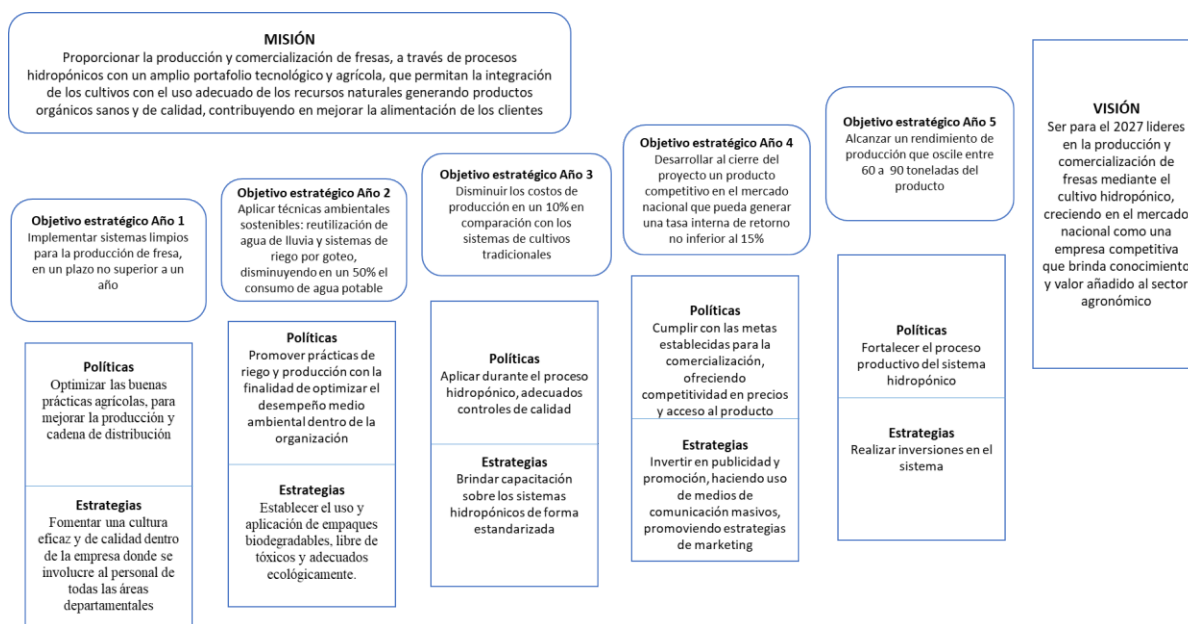 MISIÓN
Proporcionar la producción y comercialización de fresas, a través de procesos
hidropónicos con un amplio portafolio tecnológico y agrícola, que permitan la integración
de los cultivos con el uso adecuado de los recursos naturales generando productos
orgánicos sanos y de calidad, contribuyendo en mejorar la alimentación de los clientes
Objetivo estratégico Año 1
Implementar sistemas limpios
para la producción de fresa,
en un plazo no superior a un
año
Políticas
Optimizar las buenas
prácticas agrícolas, para
mejorar la producción y
cadena de distribución
Estrategias
Fomentar una cultura
eficaz y de calidad dentro
de la empresa donde se
involucre al personal de
todas las áreas
departamentales
Objetivo estratégico Año 2
Aplicar técnicas ambientales
sostenibles: reutilización de
agua de lluvia y sistemas de
riego por goteo,
disminuyendo en un 50% el
consumo de agua potable
Políticas
Promover prácticas de
riego y producción con la
finalidad de optimizar el
desempeño medio
ambiental dentro de la
organización
Estrategias
Establecer el uso y
aplicación de empaques
biodegradables, libre de
tóxicos y adecuados
ecológicamente.
Objetivo estratégico Año 3
Disminuir los costos de
producción en un 10% en
comparación con los
sistemas de cultivos
tradicionales
Políticas
Aplicar durante el proceso
hidropónico, adecuados
controles de calidad
Estrategias
Brindar capacitación
sobre los sistemas
hidropónicos de forma
estandarizada
Objetivo estratégico Año 4
Desarrollar al cierre del
proyecto un producto
competitivo en el mercado
nacional que pueda generar
una tasa interna de retorno
no inferior al 15%
Políticas
Cumplir con las metas
establecidas para la
comercialización,
ofreciendo
competitividad en precios
y acceso al producto
Estrategias
Invertir en publicidad y
promoción, haciendo uso
de medios de
comunicación masivos,
promoviendo estrategias
de marketing
Objetivo estratégico Año 5
Alcanzar un rendimiento de
producción que oscile entre
60 a 90 toneladas del
producto
Políticas
Fortalecer el proceso
productivo del sistema
hidropónico
Estrategias
Realizar inversiones en el
sistema
VISIÓN
Ser para el 2027 lideres
en la producción y
comercialización de
fresas mediante el
cultivo hidropónico,
creciendo en el mercado
nacional como una
empresa competitiva
que brinda conocimiento
y valor añadido al sector
agronómico